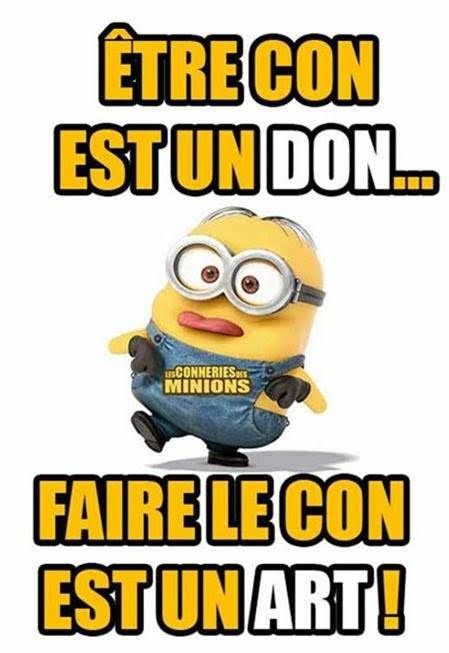 ÊTRE CON
EST UN DON...
LES CONNERIES DES
MINIONS
FAIRE LE CON
EST UN ART !